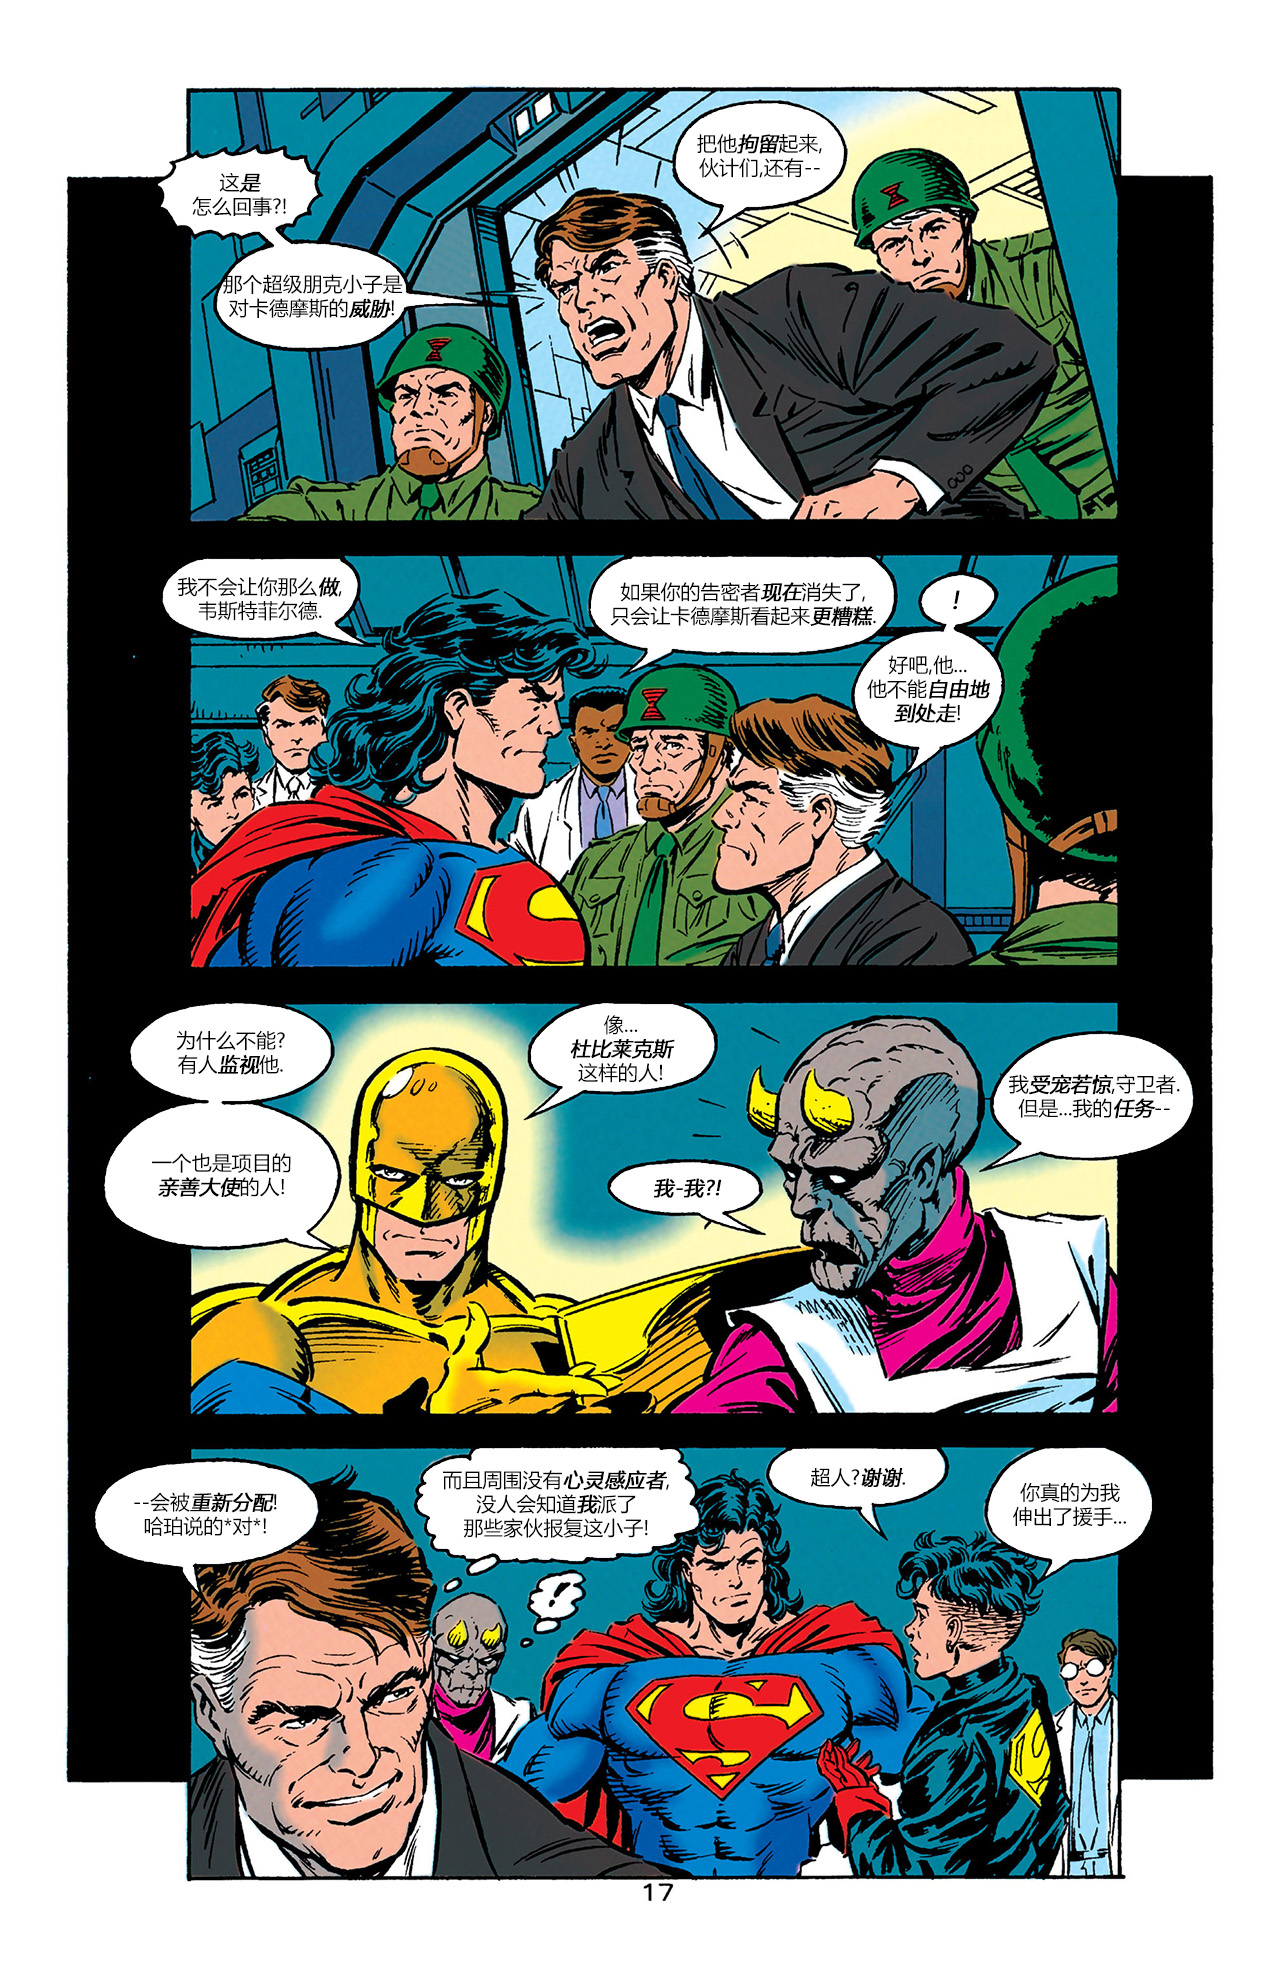 这是
怎么回事?!
那个超级朋克小子是
对卡德摩斯的威胁!
把他拘留起来,
伙计们,还有--
我不会让你那么做,
韦斯特菲尔德.
如果你的告密者现在消失了,
只会让卡德摩斯看起来更糟糕.
!
好吧,他...
他不能自由地
到处走!
为什么不能?
有人监视他.
一个也是项目的
亲善大使的人!
像...
杜比莱克斯
这样的人!
我-我?!
我受宠若惊,守卫者.
但是...我的任务--
--会被重新分配!
哈珀说的*对*!
而且周围没有心灵感应者,
没人会知道我派了
那些家伙报复这小子!
!
超人?谢谢.
你真的为我
伸出了援手...
17